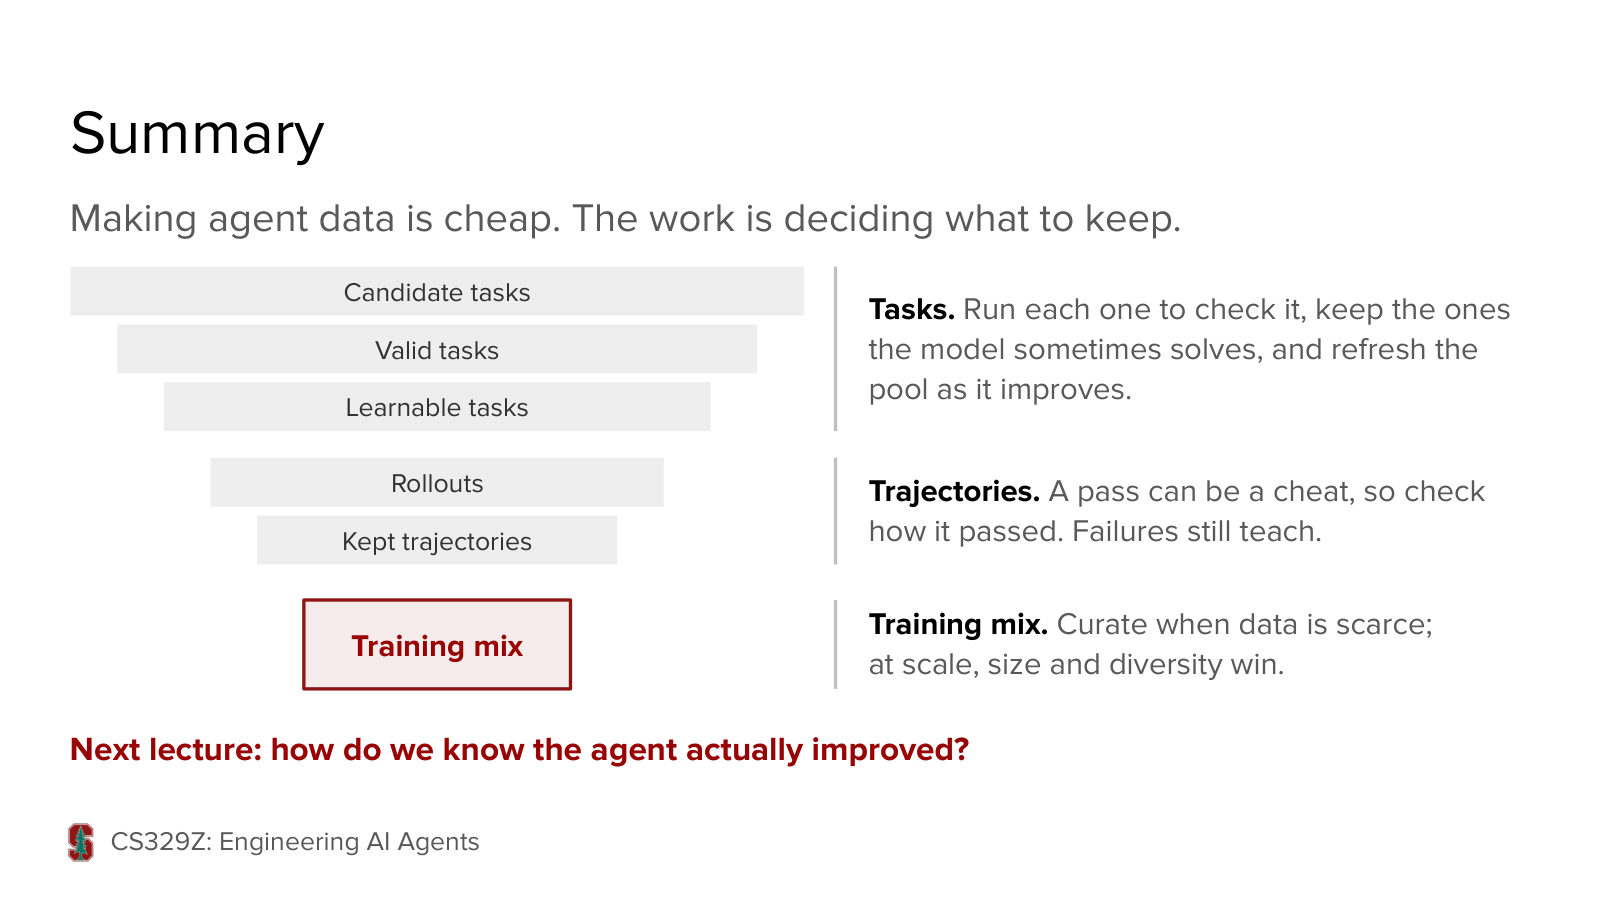 Summary
Making agent data is cheap. The work is deciding what to keep.
Candidate tasks
Valid tasks
Learnable tasks
Rollouts
Kept trajectories
Training mix
Tasks. Run each one to check it, keep the ones
the model sometimes solves, and refresh the
pool as it improves.
Trajectories. A pass can be a cheat, so check
how it passed. Failures still teach.
Training mix. Curate when data is scarce;
at scale, size and diversity win.
Next lecture: how do we know the agent actually improved?
S
CS329Z: Engineering AI Agents